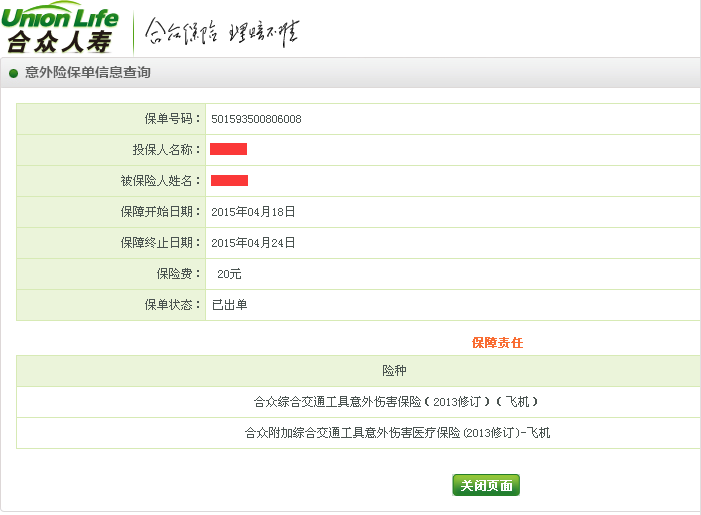 Union Life
合众人寿
合众保险 理赔不难
意外险保单信息查询
保单号码： 501593500806008
投保人名称：
被保险人姓名：
保障开始日期： 2015年04月18日
保障终止日期： 2015年04月24日
保险费： 20元
保单状态： 已出单
保障责任
险种
合众综合交通工具意外伤害保险（2013修订）（飞机）
合众附加综合交通工具意外伤害医疗保险(2013修订)-飞机
关闭页面